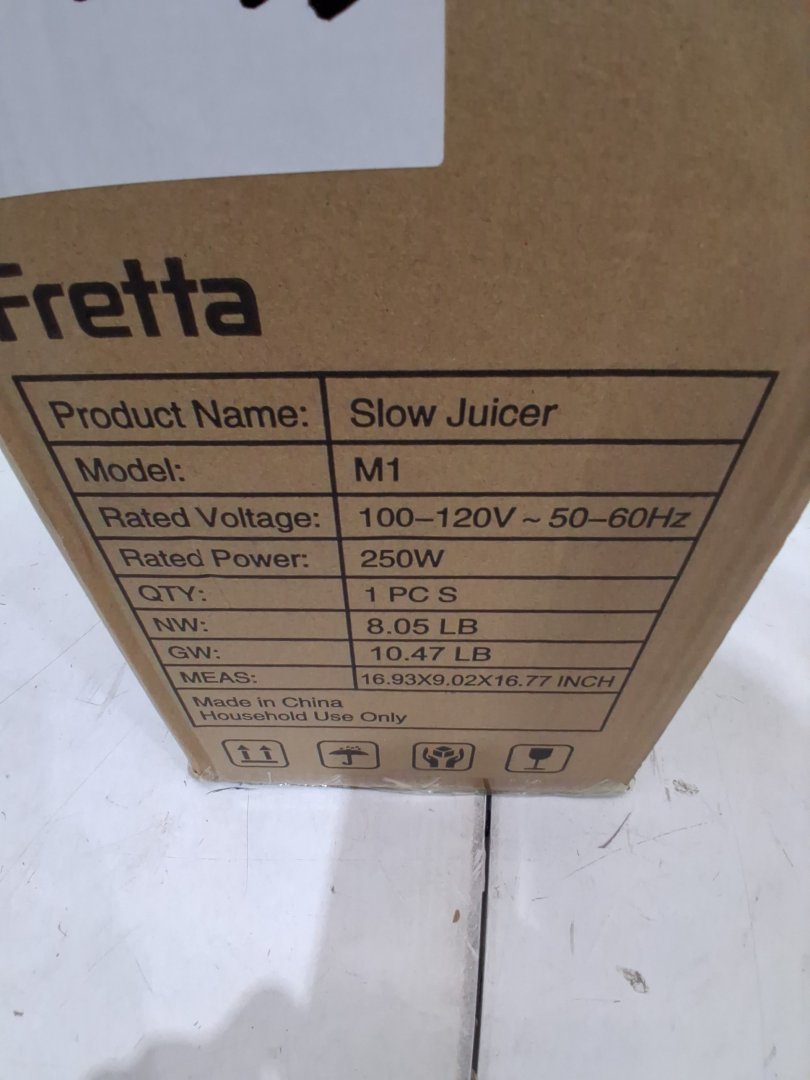 Fretta
Product Name: Slow Juicer
Model: M1
Rated Voltage: 100–120V ~ 50–60Hz
Rated Power: 250W
QTY: 1 PC S
NW: 8.05 LB
GW: 10.47 LB
MEAS: 16.93X9.02X16.77 INCH
Made in China
Household Use Only